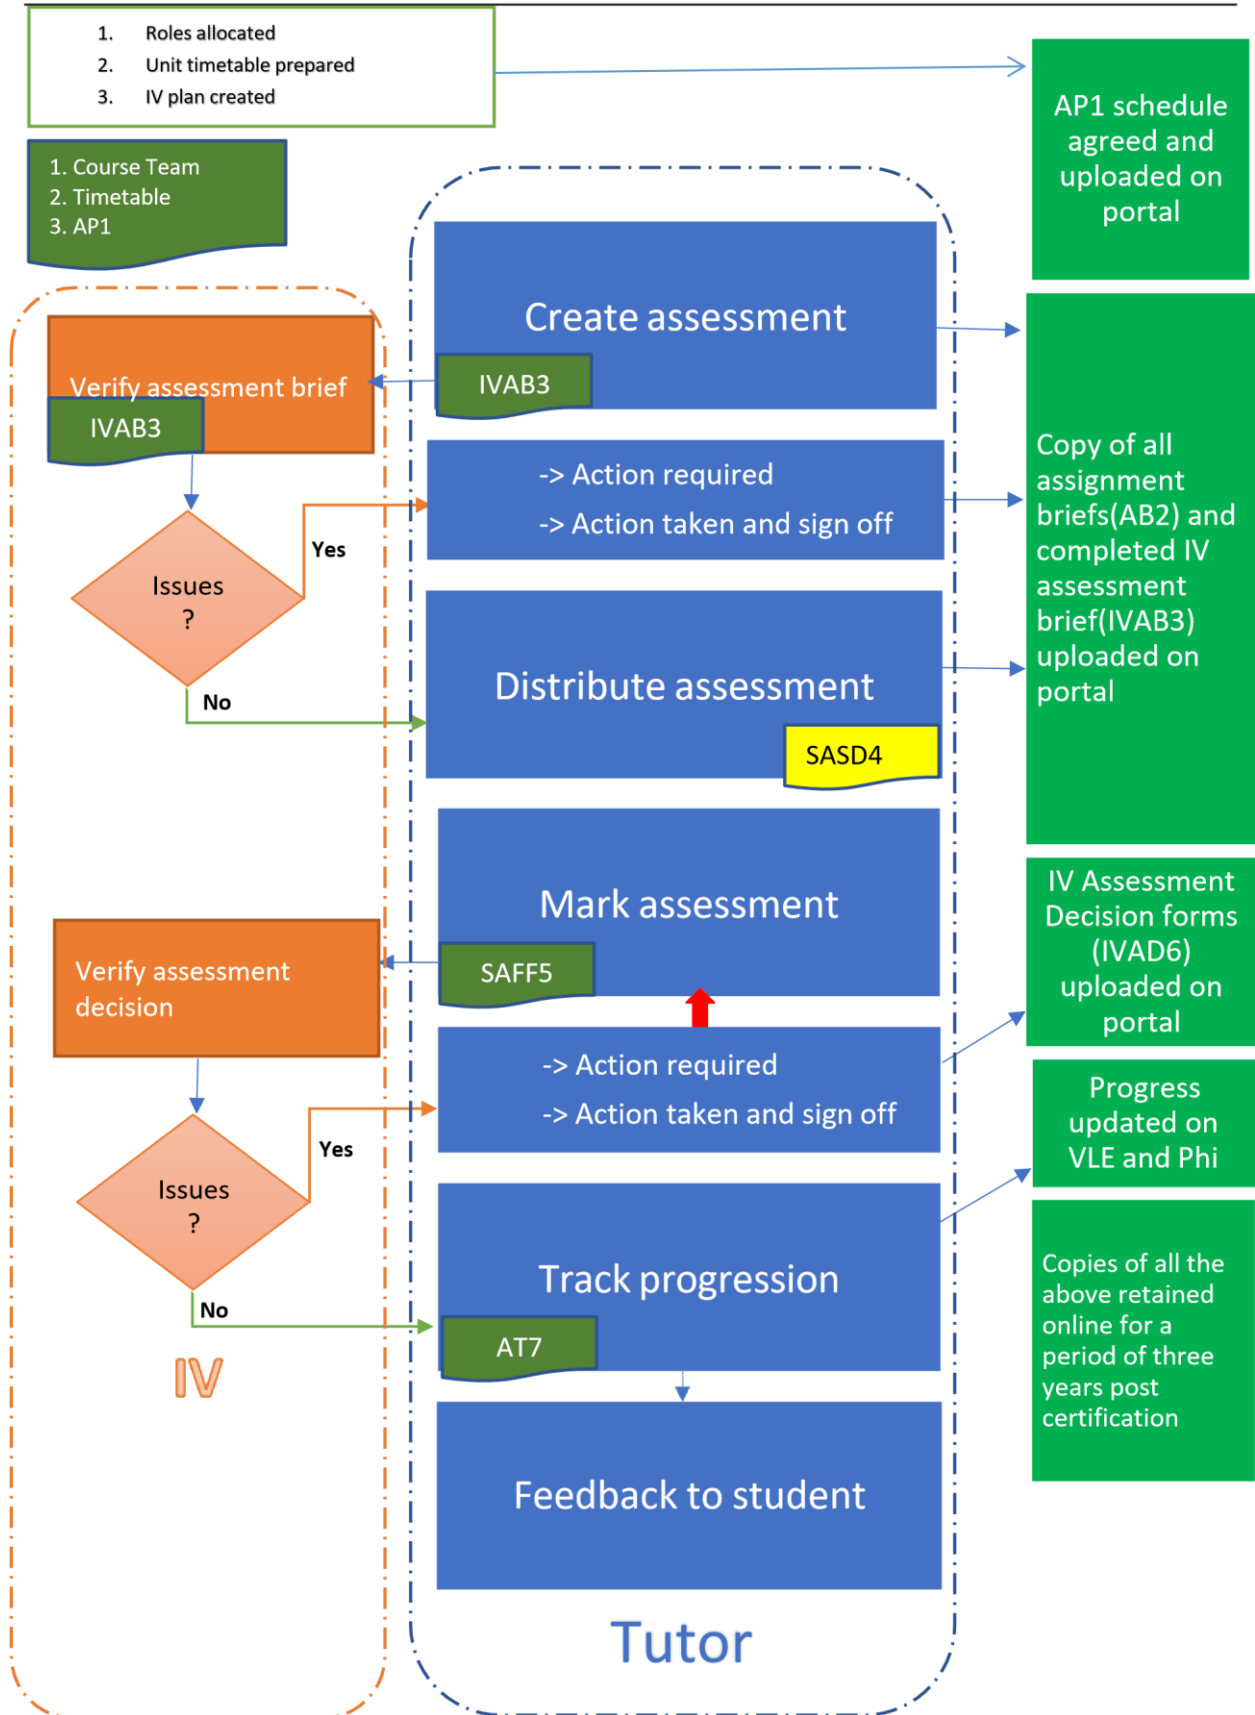 1. Roles allocated
2. Unit timetable prepared
3. IV plan created
AP1 schedule
agreed and
uploaded on
portal
1. Course Team
2. Timetable
3. AP1
Create assessment
IVAB3
Verify assessment brief
IVAB3
-> Action required
-> Action taken and sign off
Copy of all
assignment
briefs(AB2) and
completed IV
assessment
brief(IVAB3)
uploaded on
portal
Yes
Issues
?
No
Distribute assessment
SASD4
Mark assessment
SAFF5
IV Assessment
Decision forms
(IVAD6)
uploaded on
portal
Verify assessment
decision
-> Action required
-> Action taken and sign off
Progress
updated on
VLE and Phi
Yes
Issues
?
No
Track progression
AT7
Copies of all the
above retained
online for a
period of three
years post
certification
IV
Feedback to student
Tutor